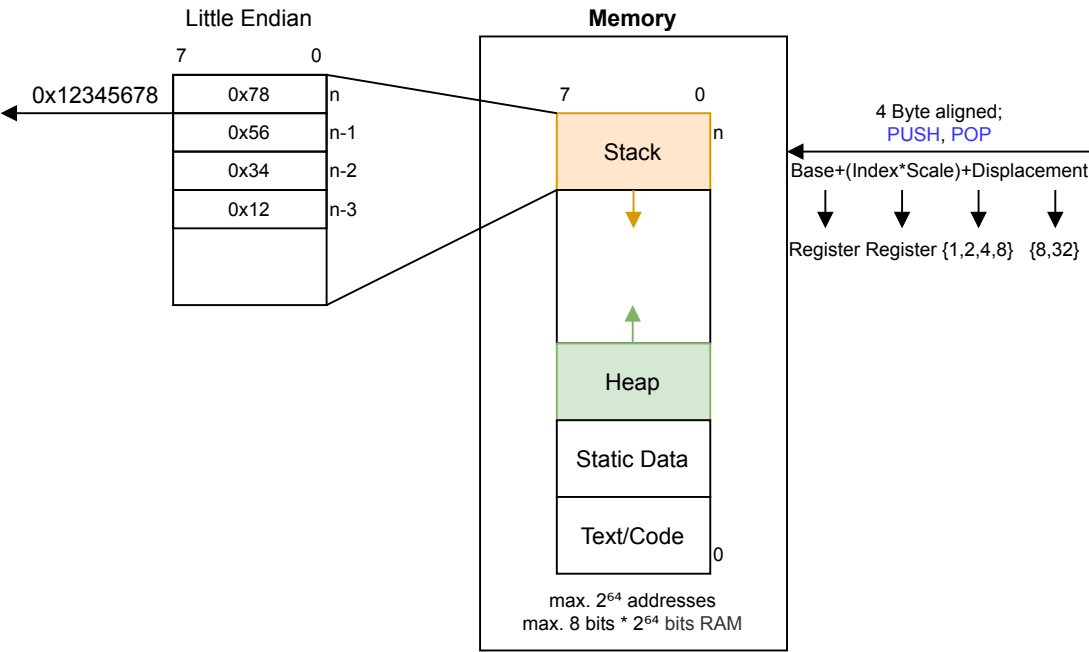 Little Endian
7 0
0x12345678
0x78 n
0x56 n-1
0x34 n-2
0x12 n-3
Memory
7 0
Stack n
Heap
Static Data
Text/Code 0
max. 2⁶⁴ addresses
max. 8 bits * 2⁶⁴ bits RAM
4 Byte aligned;
PUSH, POP
Base+(Index*Scale)+Displacement
Register Register {1,2,4,8} {8,32}